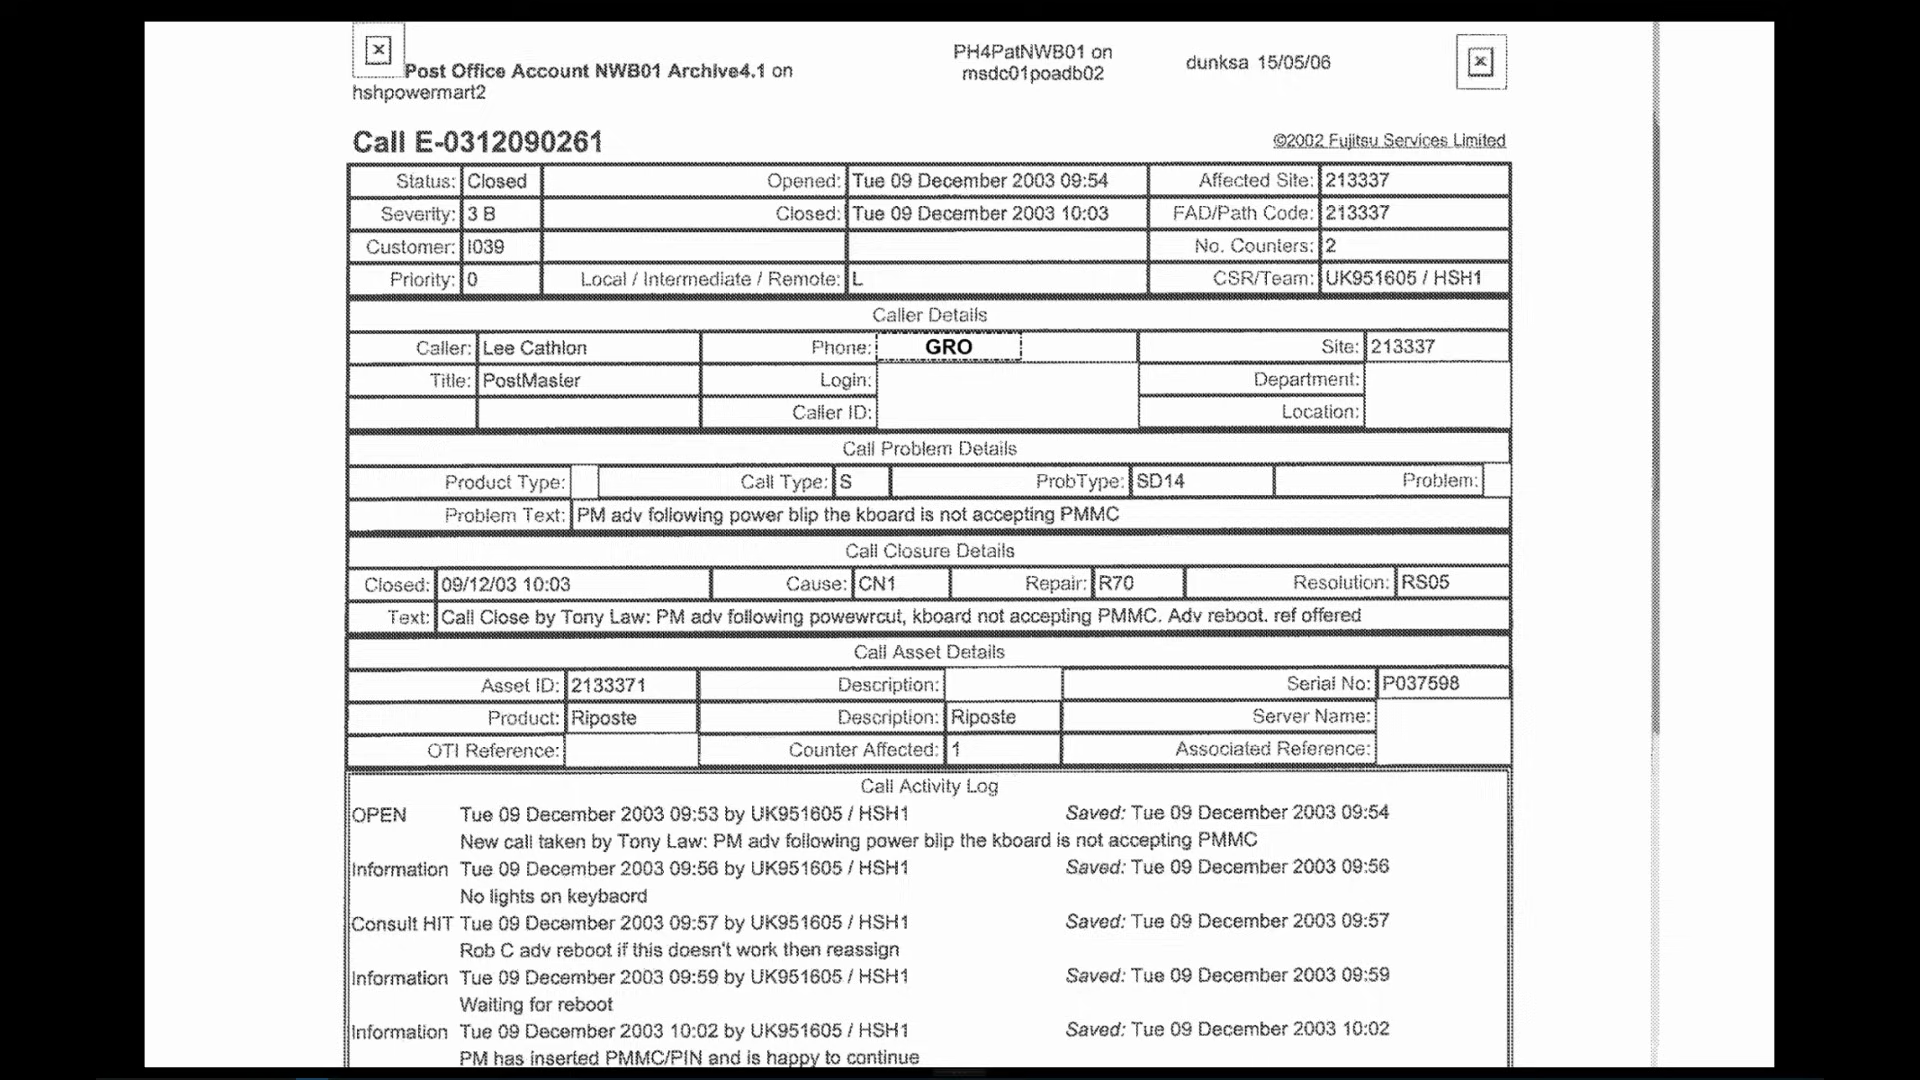 Post Office Account NWB01 Archive4.1 on
hshpowermart2
PH4PatNWB01 on
msdc01poadb02
dunksa 15/05/06
Call E-0312090261
©2002 Fujitsu Services Limited
Status: Closed Opened: Tue 09 December 2003 09:54 Affected Site: 213337
Severity: 3 B Closed: Tue 09 December 2003 10:03 FAD/Path Code: 213337
Customer: I039 No. Counters: 2
Priority: 0 Local / Intermediate / Remote: L CSR/Team: UK951605 / HSH1
Caller Details
Caller: Lee Cathlon Phone: GRO Site: 213337
Title: PostMaster Login: Department:
Caller ID: Location:
Call Problem Details
Product Type: Call Type: S ProbType: SD14 Problem:
Problem Text: PM adv following power blip the kboard is not accepting PMMC
Call Closure Details
Closed: 09/12/03 10:03 Cause: CN1 Repair: R70 Resolution: RS05
Text: Call Close by Tony Law: PM adv following powewrcut, kboard not accepting PMMC. Adv reboot. ref offered
Call Asset Details
Asset ID: 2133371 Description: Serial No: P037598
Product: Riposte Description: Riposte Server Name:
OTI Reference: Counter Affected: 1 Associated Reference:
Call Activity Log
OPEN Tue 09 December 2003 09:53 by UK951605 / HSH1 Saved: Tue 09 December 2003 09:54
New call taken by Tony Law: PM adv following power blip the kboard is not accepting PMMC
Information Tue 09 December 2003 09:56 by UK951605 / HSH1 Saved: Tue 09 December 2003 09:56
No lights on keybaord
Consult HIT Tue 09 December 2003 09:57 by UK951605 / HSH1 Saved: Tue 09 December 2003 09:57
Rob C adv reboot if this doesn't work then reassign
Information Tue 09 December 2003 09:59 by UK951605 / HSH1 Saved: Tue 09 December 2003 09:59
Waiting for reboot
Information Tue 09 December 2003 10:02 by UK951605 / HSH1 Saved: Tue 09 December 2003 10:02
PM has inserted PMMC/PIN and is happy to continue